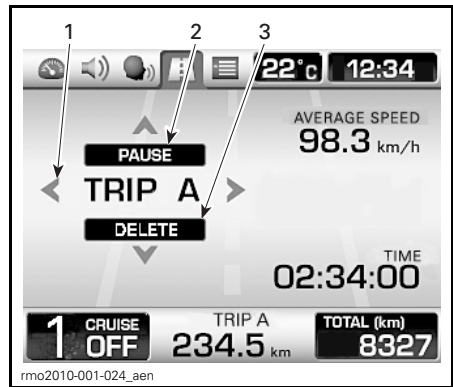 1 2 3
22°c 12:34
AVERAGE SPEED
98.3 km/h
PAUSE
TRIP A
DELETE
TIME
02:34:00
1 CRUISE OFF
TRIP A
234.5 km
TOTAL (km)
8327
rmo2010-001-024_aen